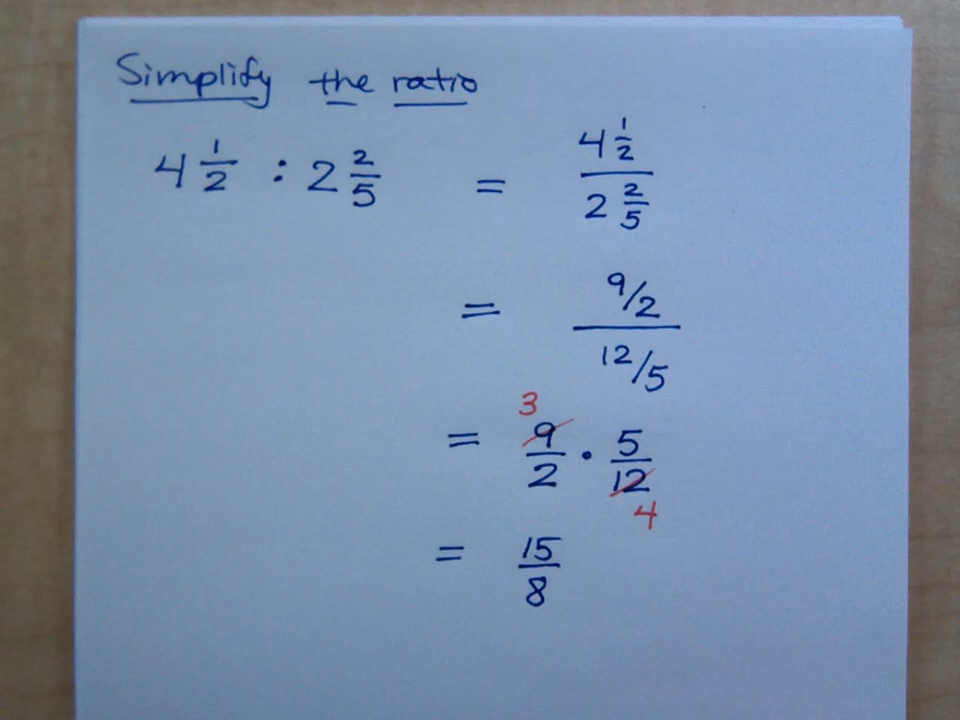 Simplify the ratio
4 1/2 : 2 2/5 = 4 1/2 / 2 2/5
= 9/2 / 12/5
3
= 9/2 · 5/12
4
= 15/8